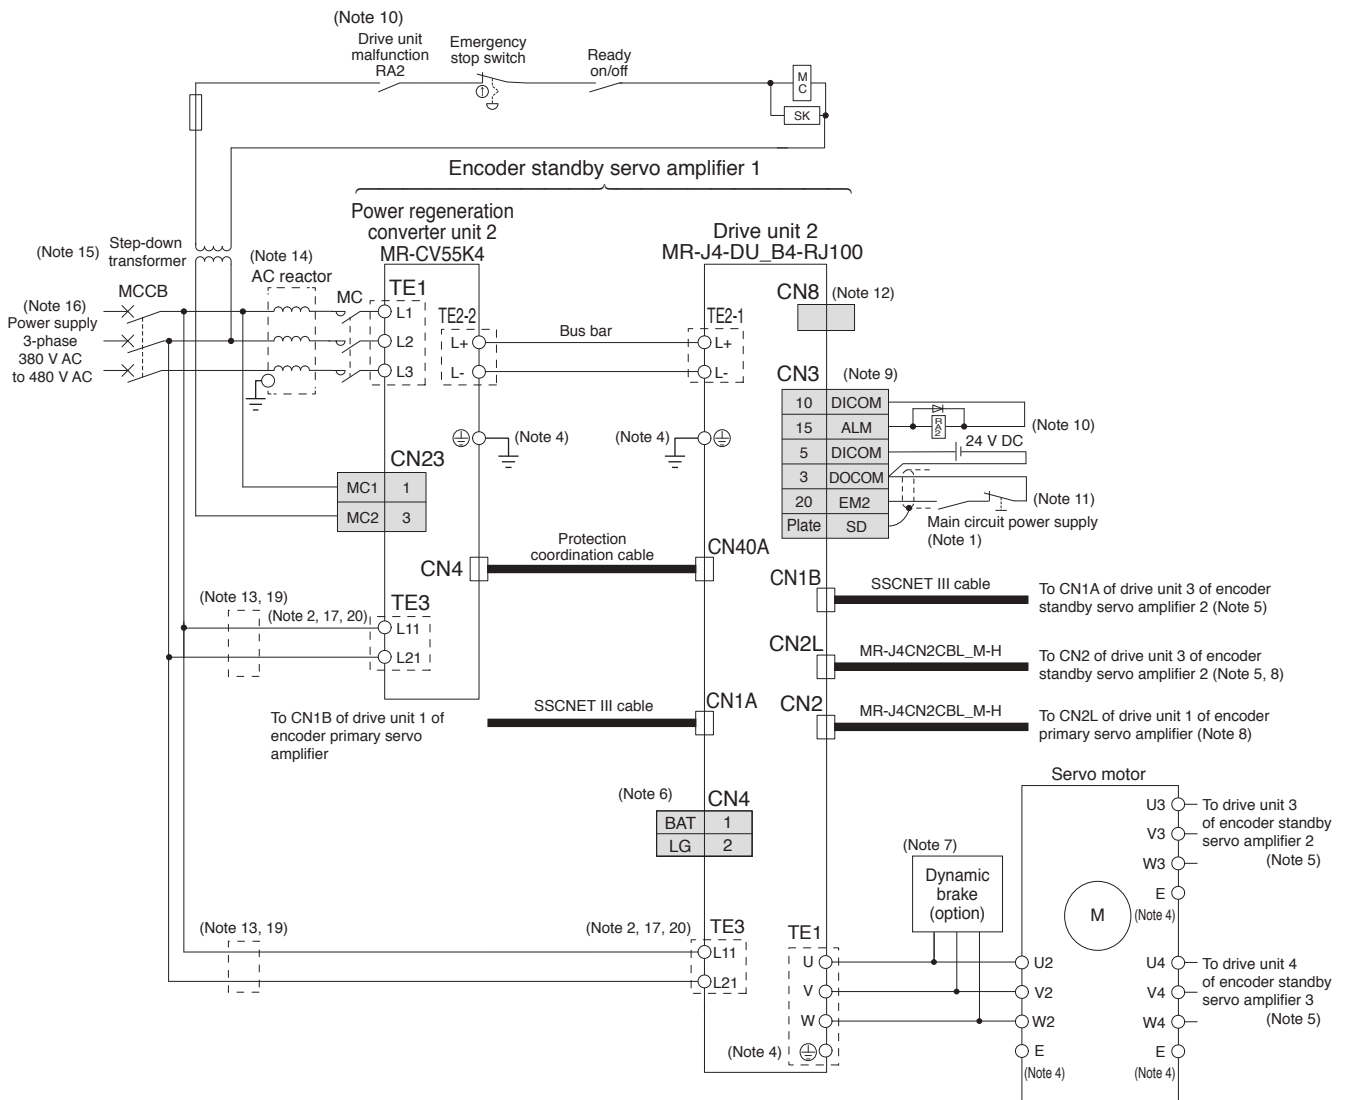 (Note 10)
Drive unit
malfunction
RA2
Emergency
stop switch
Ready
on/off
MC
SK
Encoder standby servo amplifier 1
Power regeneration
converter unit 2
MR-CV55K4
Drive unit 2
MR-J4-DU_B4-RJ100
(Note 15)
Step-down
transformer
(Note 14)
AC reactor
MCCB
MC
TE1
(Note 16)
Power supply
3-phase
380 V AC
to 480 V AC
L1
L2
L3
TE2-2
L+
L-
Bus bar
TE2-1
L+
L-
CN8
(Note 12)
CN3
(Note 9)
10 DICOM
15 ALM
5 DICOM
3 DOCOM
20 EM2
Plate SD
RA2
(Note 10)
24 V DC
(Note 11)
Main circuit power supply
(Note 1)
(Note 4)
(Note 4)
CN23
MC1 1
MC2 3
CN4
Protection
coordination cable
CN40A
CN1B
SSCNET III cable
To CN1A of drive unit 3 of encoder
standby servo amplifier 2 (Note 5)
(Note 13, 19)
(Note 2, 17, 20)
TE3
L11
L21
CN2L
MR-J4CN2CBL_M-H
To CN2 of drive unit 3 of encoder
standby servo amplifier 2 (Note 5, 8)
To CN1B of drive unit 1 of
encoder primary servo
amplifier
SSCNET III cable
CN1A
CN2
MR-J4CN2CBL_M-H
To CN2L of drive unit 1 of encoder
primary servo amplifier (Note 8)
(Note 6)
CN4
BAT 1
LG 2
Servo motor
U3
V3
W3
E
(Note 4)
To drive unit 3
of encoder standby
servo amplifier 2
(Note 5)
(Note 7)
Dynamic
brake
(option)
M
(Note 13, 19)
(Note 2, 17, 20)
TE3
L11
L21
TE1
U
V
W
(Note 4)
U2
V2
W2
E
(Note 4)
U4
V4
W4
E
(Note 4)
To drive unit 4
of encoder standby
servo amplifier 3
(Note 5)